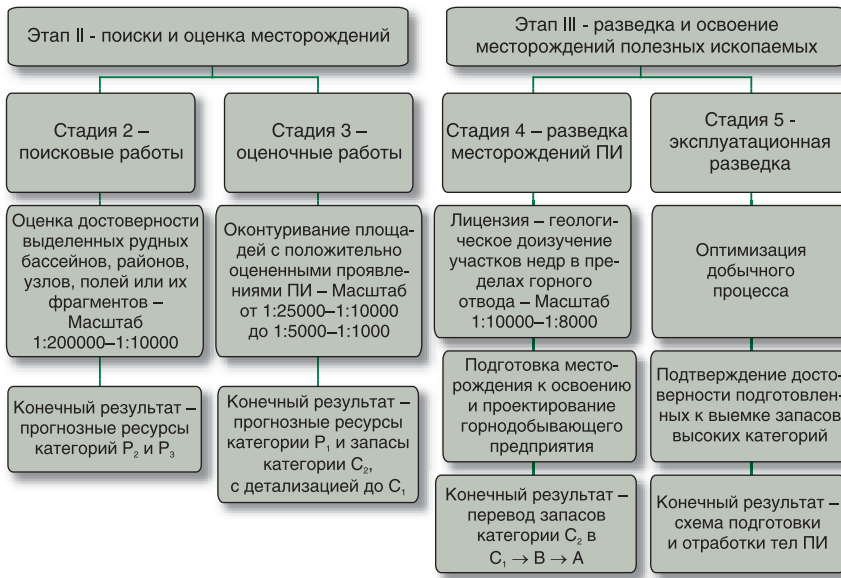 Этап II - поиски и оценка месторождений
Этап III - разведка и освоение
месторождений полезных ископаемых
Стадия 2 –
поисковые работы
Стадия 3 –
оценочные работы
Стадия 4 – разведка
месторождений ПИ
Стадия 5 -
эксплуатационная
разведка
Оценка достоверности
выделенных рудных
бассейнов, районов,
узлов, полей или их
фрагментов –
Масштаб
1:200000–1:10000
Оконтуривание площа-
дей с положительно
оцененными проявле-
ниями ПИ – Масштаб
от 1:25000–1:10000
до 1:5000–1:1000
Лицензия – геологи-
ческое доизучение
участков недр в пре-
делах горного
отвода – Масштаб
1:10000–1:8000
Оптимизация
добычного
процесса
Конечный результат –
прогнозные ресурсы
категорий P₂ и P₃
Конечный результат –
прогнозные ресурсы
категории P₁ и запасы
категории C₂,
с детализацией до C₁
Подготовка место-
рождения к освоению
и проектирование
горнодобывающего
предприятия
Подтверждение досто-
верности подготовлен-
ных к выемке запасов
высоких категорий
Конечный результат –
перевод запасов
категории C₂ в
C₁ → B → A
Конечный результат –
схема подготовки
и отработки тел ПИ